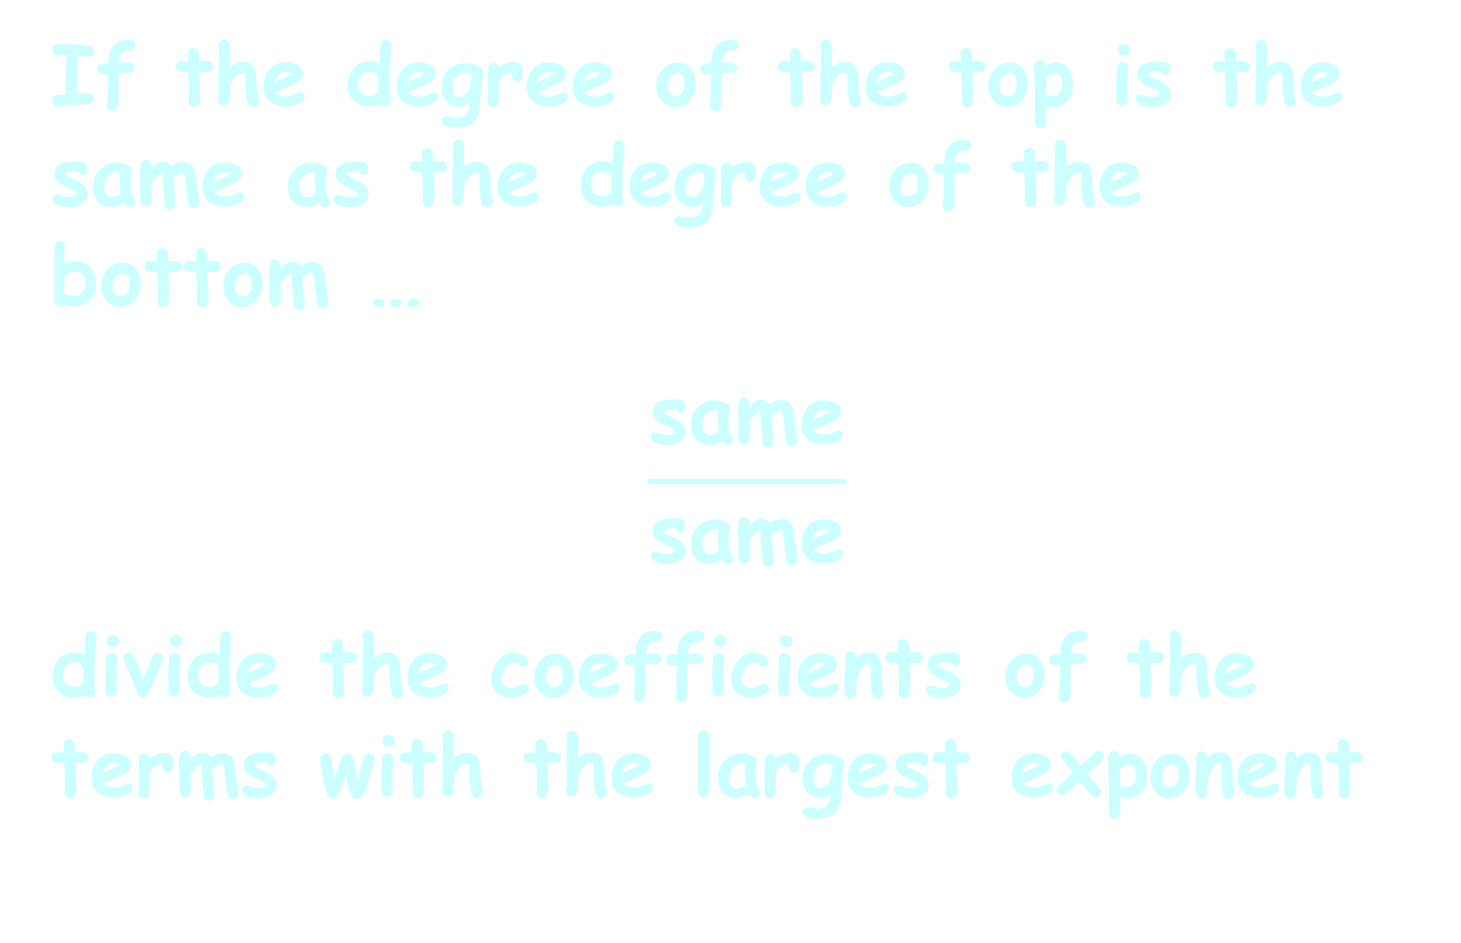 If the degree of the top is the
same as the degree of the
bottom …
same
same
divide the coefficients of the
terms with the largest exponent